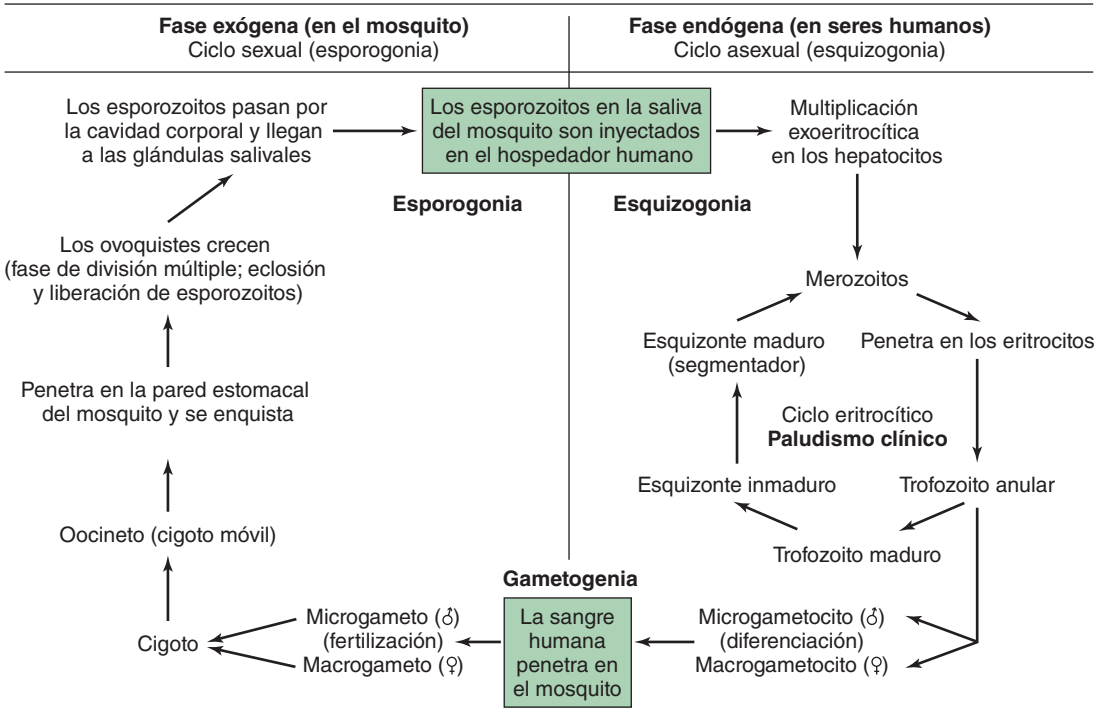 Fase exógena (en el mosquito)
Ciclo sexual (esporogonia)
Fase endógena (en seres humanos)
Ciclo asexual (esquizogonia)
Los esporozoitos pasan por
la cavidad corporal y llegan
a las glándulas salivales
Los esporozoitos en la saliva
del mosquito son inyectados
en el hospedador humano
Multiplicación
exoeritrocítica
en los hepatocitos
Esporogonia
Esquizogonia
Los ovoquistes crecen
(fase de división múltiple; eclosión
y liberación de esporozoitos)
Merozoitos
Esquizonte maduro
(segmentador)
Penetra en los eritrocitos
Penetra en la pared estomacal
del mosquito y se enquista
Ciclo eritrocítico
Paludismo clínico
Esquizonte inmaduro
Trofozoito anular
Oocineto (cigoto móvil)
Trofozoito maduro
Gametogenia
Cigoto
Microgameto (♂)
(fertilización)
Macrogameto (♀)
La sangre
humana
penetra en
el mosquito
Microgametocito (♂)
(diferenciación)
Macrogametocito (♀)